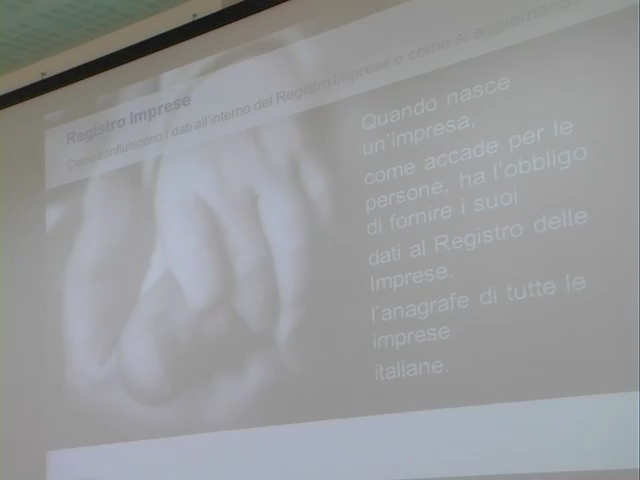 Registro Imprese
Come confluiscono i dati all'interno del Registro Imprese e come si aggiornano
Quando nasce
un'impresa,
come accade per le
persone, ha l'obbligo
di fornire i suoi
dati al Registro delle
Imprese.
l'anagrafe di tutte le
imprese
italiane.